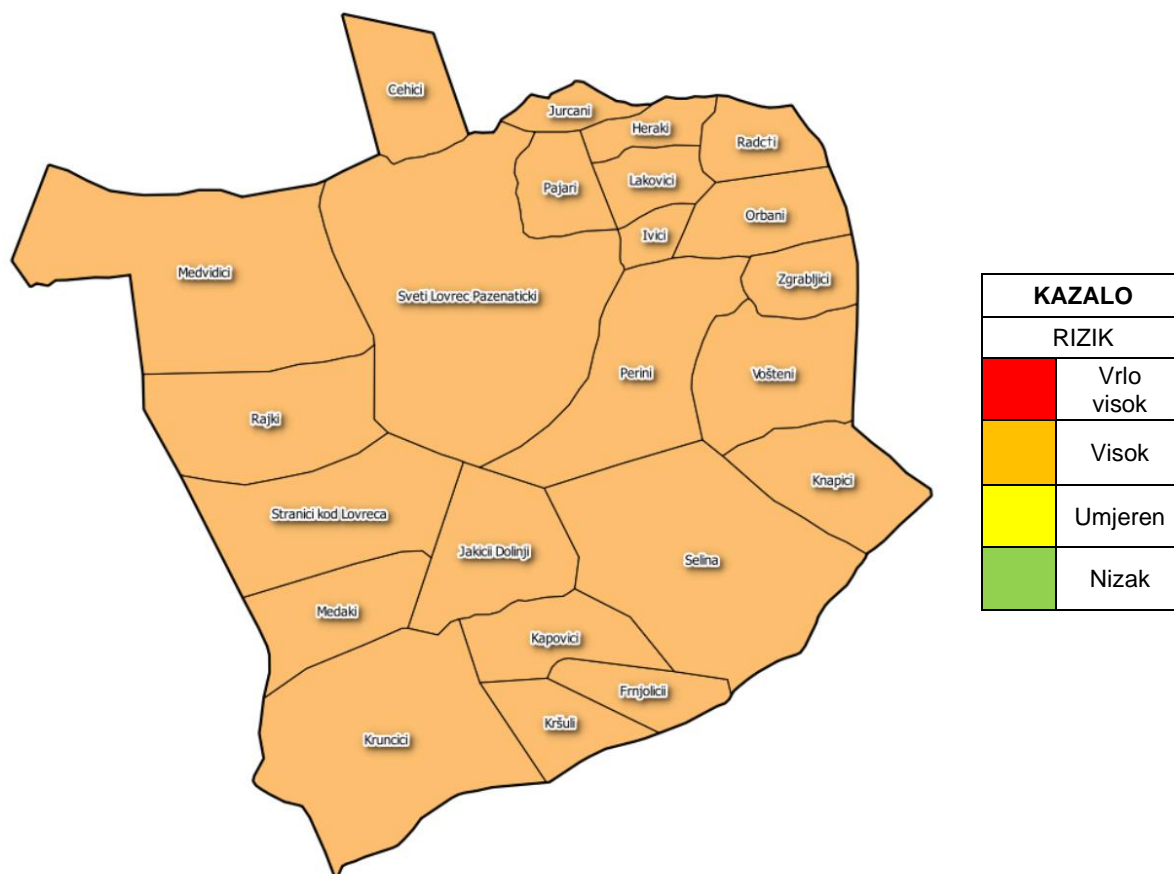 Cehici
Jurcani
Heraki
Radc†i
Pajari
Lakovici
Orbani
Ivici
Medvidici
Zgrabljici
Sveti Lovrec Pazenaticki
Perini
Vošteni
Rajki
Knapici
Stranici kod Lovreca
Jakicii Dolinji
Selina
Medaki
Kapovici
Frnjolicii
Kršuli
Kruncici
KAZALO
RIZIK
Vrlo
visok
Visok
Umjeren
Nizak